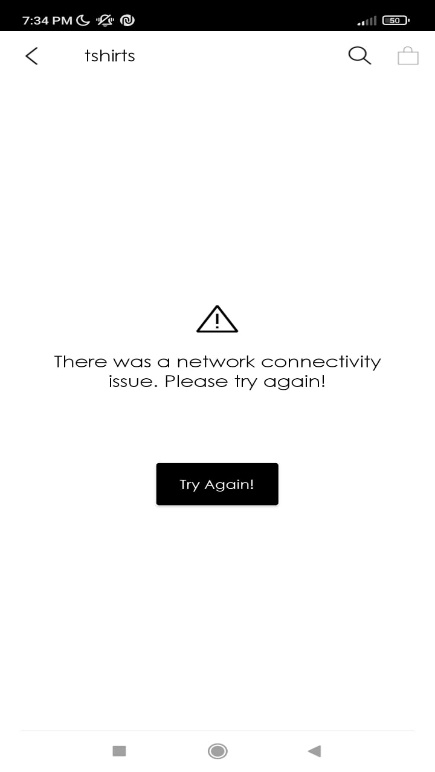 7:34 PM
50
tshirts
There was a network connectivity
issue. Please try again!
Try Again!